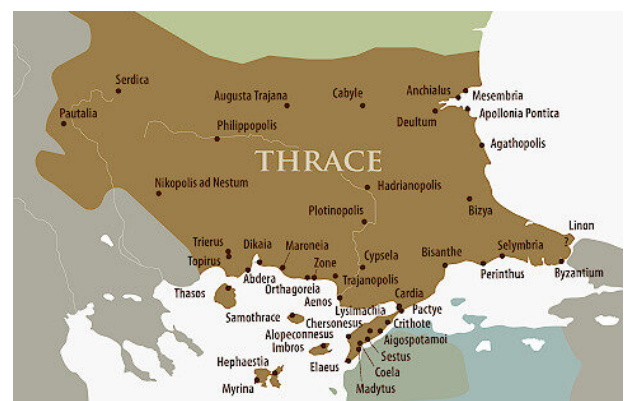 Serdica
Pautalia
Augusta Trajana
Cabyle
Anchialus
Mesembria
Apollonia Pontica
Deultum
Philippopolis
Agathopolis
THRACE
Nikopolis ad Nestum
Hadrianopolis
Bizya
Plotinopolis
Linon
?
Trierus
Dikaia
Maroneia
Topirus
Zone
Cypsela
Bisanthe
Selymbria
Abdera
Trajanopolis
Perinthus
Byzantium
Orthagoreia
Thasos
Aenos
Cardia
Lysimachia
Pactye
Samothrace
Chersonesus
Crithote
Alopeconnesus
Aigospotamoi
Imbros
Sestus
Hephaestia
Elaeus
Coela
Myrina
Madytus